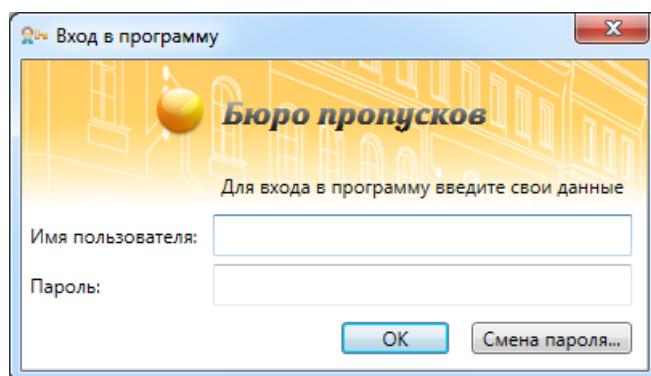 Вход в программу
Бюро пропусков
Для входа в программу введите свои данные
Имя пользователя:
Пароль:
OK
Смена пароля...